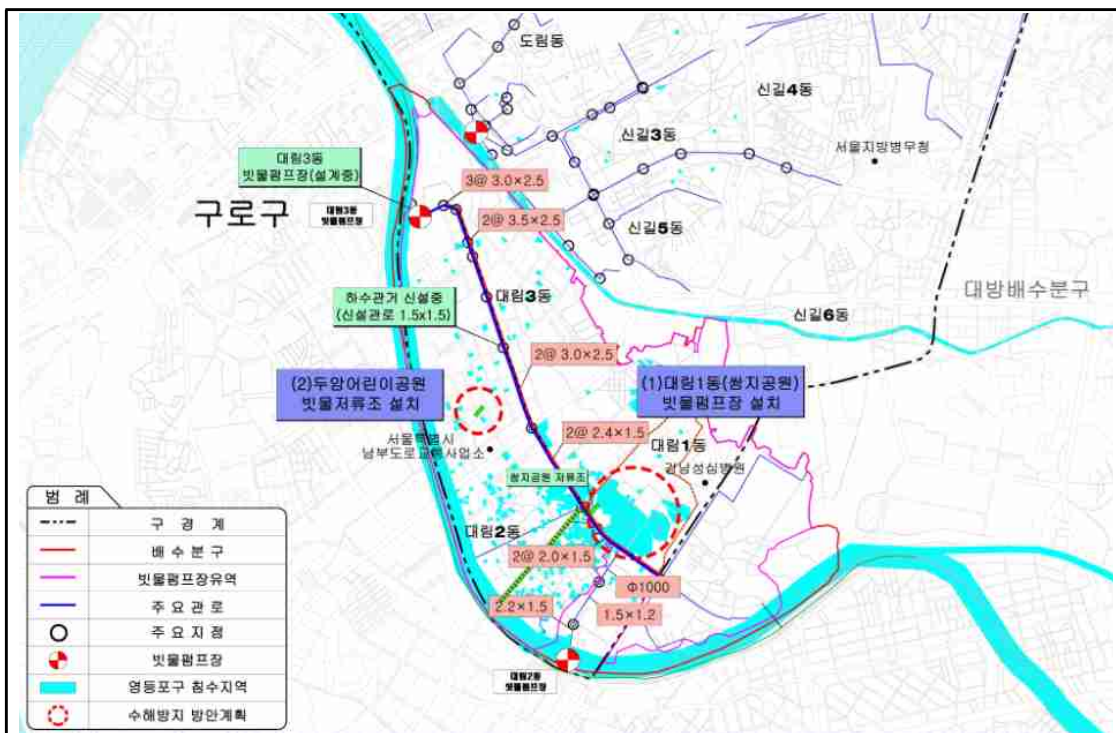 도림동
신길4동
신길3동
서울지방병무청
대림3동
빗물펌프장(설계중)
3@ 3.0×2.5
구로구
대림3동
빗물펌프장
2@ 3.5×2.5
신길5동
대방배수분구
하수관거 신설중
(신설관로 1.5x1.5)
대림3동
신길6동
2@ 3.0×2.5
(2)두암어린이공원
빗물저류조 설치
(1)대림1동(쌈지공원)
빗물펌프장 설치
2@ 2.4×1.5
대림1동
서울특별시
남부도로교통사업소
강남성심병원
쌈지공원 저류조
대림2동
2@ 2.0×1.5
Φ1000
2.2×1.5
1.5×1.2
대림2동
빗물펌프장
범 례
구 경 계
배 수 분 구
빗물펌프장유역
주 요 관 로
주 요 지 점
빗물펌프장
영등포구 침수지역
수해방지 방안계획